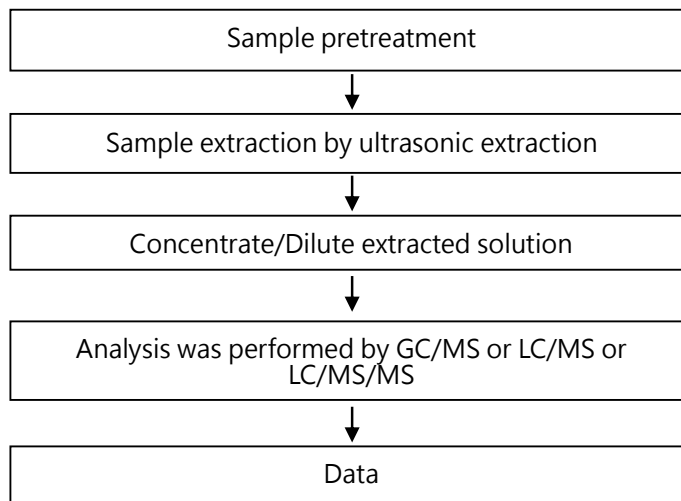 Sample pretreatment
Sample extraction by ultrasonic extraction
Concentrate/Dilute extracted solution
Analysis was performed by GC/MS or LC/MS or
LC/MS/MS
Data